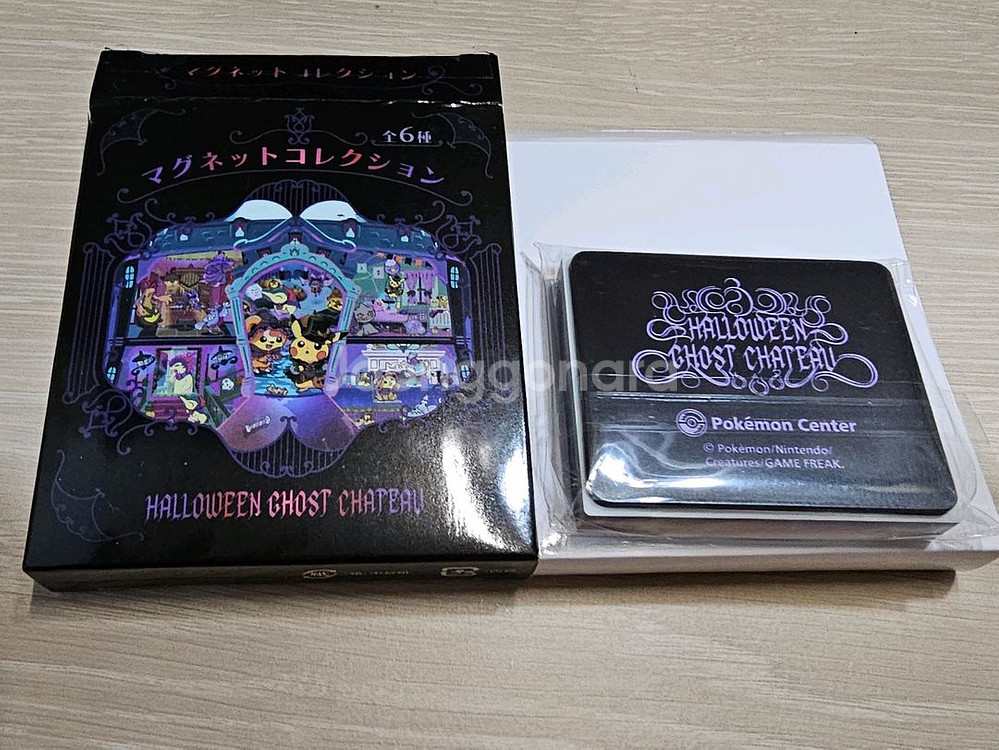 マグネットコレクション
全6種
マグネットコレクション
HALLOWEEN GHOST CHATEAU
HALLOWEEN
GHOST CHATEAU
Pokémon Center
© Pokémon/Nintendo/
Creatures/GAME FREAK.